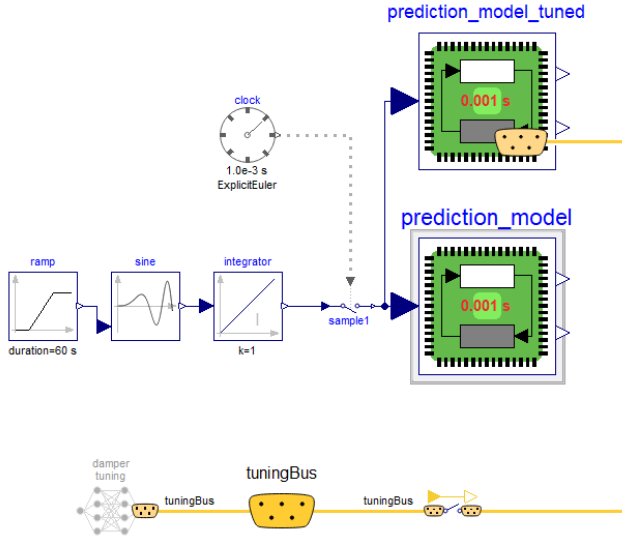 prediction_model_tuned
0.001 s
clock
1.0e-3 s
ExplicitEuler
prediction_model
0.001 s
ramp
sine
integrator
I
sample1
duration=60 s
k=1
damper
tuning
tuningBus
tuningBus
tuningBus